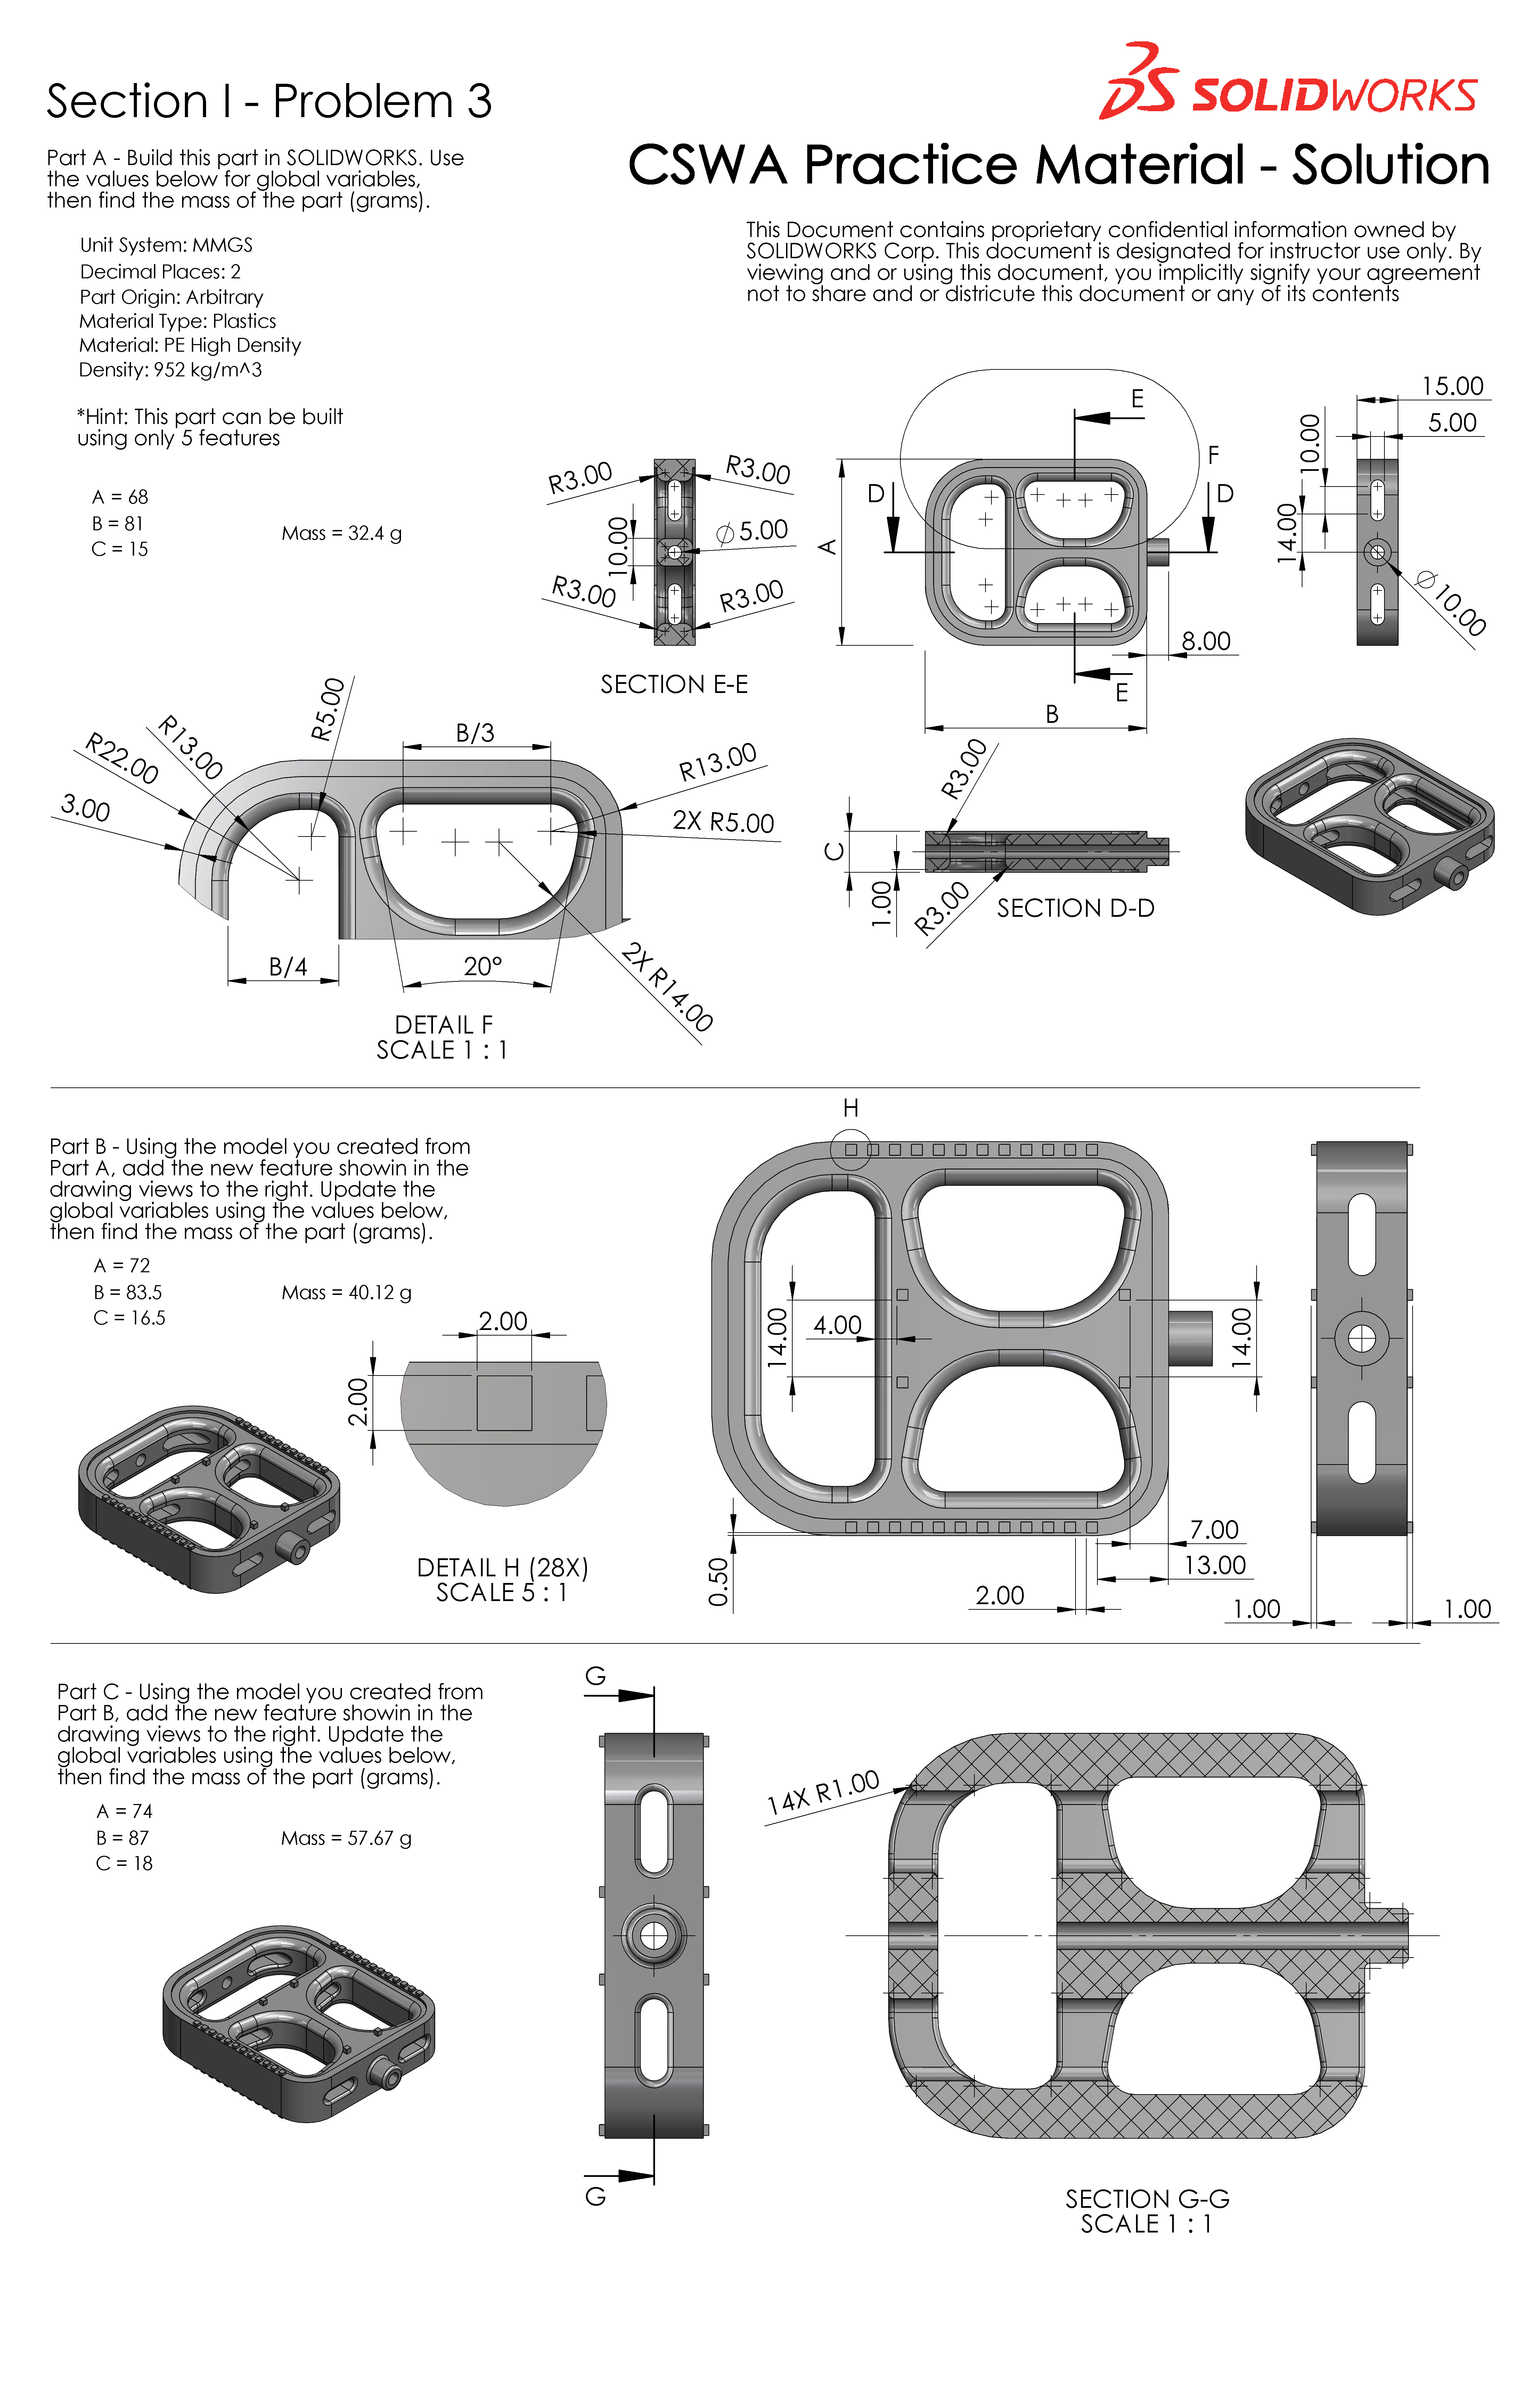 Section I - Problem 3
SOLIDWORKS
CSWA Practice Material - Solution
Part A - Build this part in SOLIDWORKS. Use
the values below for global variables,
then find the mass of the part (grams).
This Document contains proprietary confidential information owned by
SOLIDWORKS Corp. This document is designated for instructor use only. By
viewing and or using this document, you implicitly signify your agreement
not to share and or districute this document or any of its contents
Unit System: MMGS
Decimal Places: 2
Part Origin: Arbitrary
Material Type: Plastics
Material: PE High Density
Density: 952 kg/m^3
*Hint: This part can be built
using only 5 features
A = 68
B = 81
C = 15
Mass = 32.4 g
R3.00
R3.00
10.00
⌀5.00
R3.00
R3.00
SECTION E-E
E
F
D
D
A
8.00
E
B
15.00
5.00
10.00
14.00
⌀10.00
R5.00
R13.00
R22.00
3.00
B/3
R13.00
2X R5.00
B/4
20°
2X R14.00
DETAIL F
SCALE 1 : 1
R3.00
C
1.00
R3.00
SECTION D-D
Part B - Using the model you created from
Part A, add the new feature showin in the
drawing views to the right. Update the
global variables using the values below,
then find the mass of the part (grams).
A = 72
B = 83.5
C = 16.5
Mass = 40.12 g
2.00
2.00
DETAIL H (28X)
SCALE 5 : 1
H
14.00
4.00
14.00
0.50
7.00
13.00
2.00
1.00
1.00
Part C - Using the model you created from
Part B, add the new feature showin in the
drawing views to the right. Update the
global variables using the values below,
then find the mass of the part (grams).
A = 74
B = 87
C = 18
Mass = 57.67 g
G
G
14X R1.00
SECTION G-G
SCALE 1 : 1